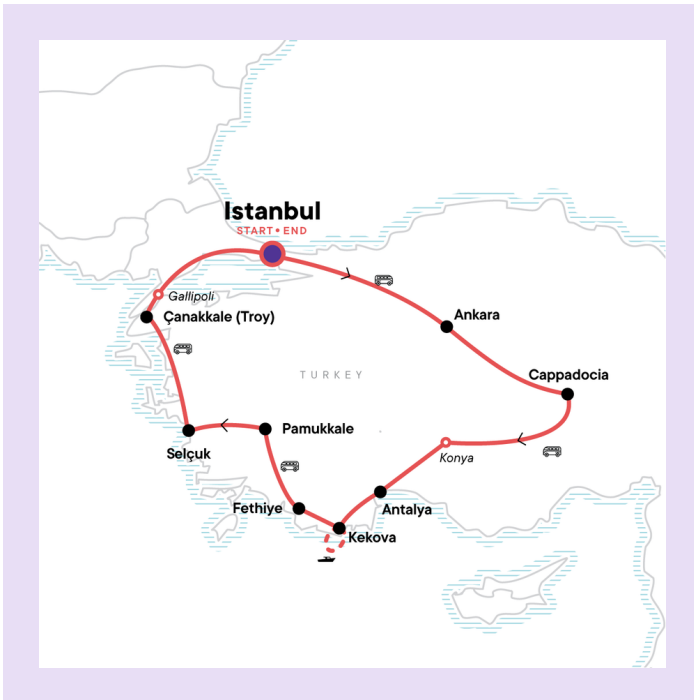 Istanbul
START • END
Gallipoli
Çanakkale (Troy)
Ankara
TURKEY
Cappadocia
Pamukkale
Selçuk
Konya
Fethiye
Antalya
Kekova